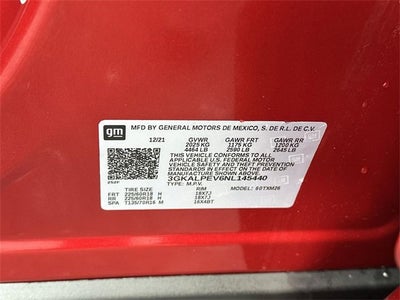 gm
MFD BY GENERAL MOTORS DE MEXICO, S. DE R.L. DE C.V.
12/21 GVWR GAWR FRT GAWR RR
2025 KG 1175 KG 1200 KG
4464 LB 2590 LB 2645 LB
THIS VEHICLE CONFORMS TO ALL
APPLICABLE U.S. FEDERAL MOTOR
VEHICLE SAFETY AND THEFT PREVENTION
STANDARDS IN EFFECT ON THE DATE OF
MANUFACTURE SHOWN ABOVE.
3GKALPEV6NL145440
TYPE: M.P.V. MODEL: 60TXM26
TIRE SIZE RIM
FRT 225/60R18 H 18X7J
RR 225/60R18 H 18X7J
SPA T135/70R16 M 16X4BT